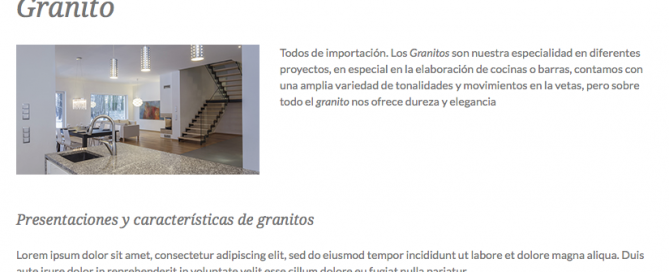 Granito
Todos de importación. Los Granitos son nuestra especialidad en diferentes
proyectos, en especial en la elaboración de cocinas o barras, contamos con
una amplia variedad de tonalidades y movimientos en la vetas, pero sobre
todo el granito nos ofrece dureza y elegancia
Presentaciones y características de granitos
Lorem ipsum dolor sit amet, consectetur adipiscing elit, sed do eiusmod tempor incididunt ut labore et dolore magna aliqua. Duis
aute irure dolor in reprehenderit in voluptate velit esse cillum dolore eu fugiat nulla pariatur.